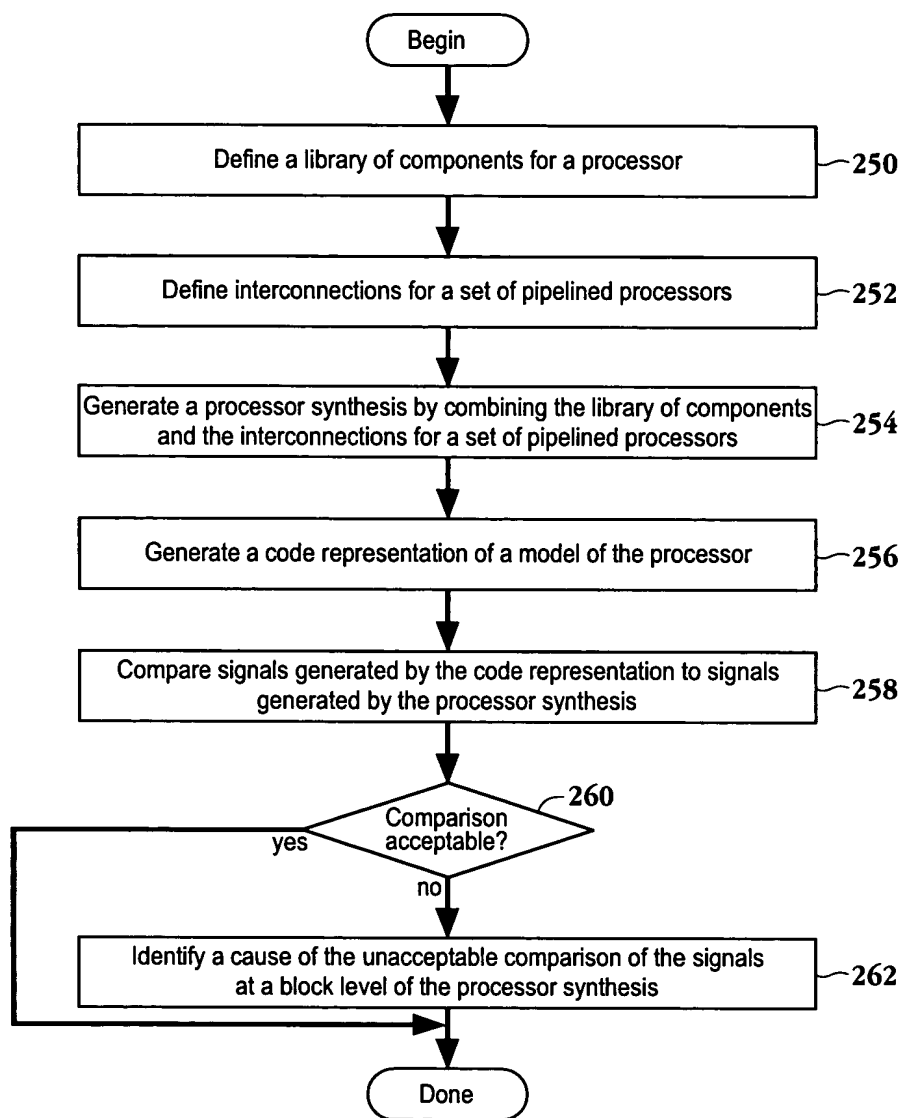 Begin
Define a library of components for a processor
250
Define interconnections for a set of pipelined processors
252
Generate a processor synthesis by combining the library of components
and the interconnections for a set of pipelined processors
254
Generate a code representation of a model of the processor
256
Compare signals generated by the code representation to signals
generated by the processor synthesis
258
260
Comparison
acceptable?
yes
no
Identify a cause of the unacceptable comparison of the signals
at a block level of the processor synthesis
262
Done